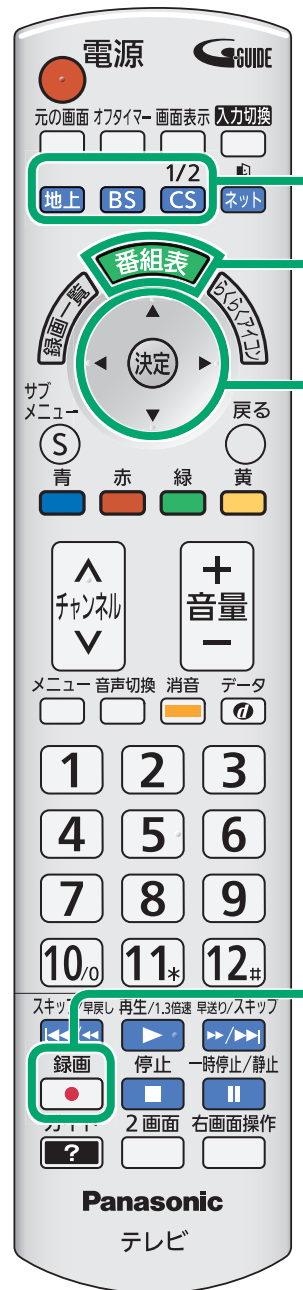 電源 G-GUIDE
元の画面 オフタイマー 画面表示 入力切換
1/2
地上 BS CS ネット
番組表
録画一覧
らくらくアイコン
決定
サブ
メニュー 戻る
S
青 赤 緑 黄
チャンネル
+
音量
−
メニュー 音声切換 消音 データ
d
1 2 3
4 5 6
7 8 9
10/0 11* 12#
スキップ/早戻し 再生/1.3倍速 早送り/スキップ
録画 停止 一時停止/静止
ガイド 2画面 右画面操作
?
Panasonic
テレビ